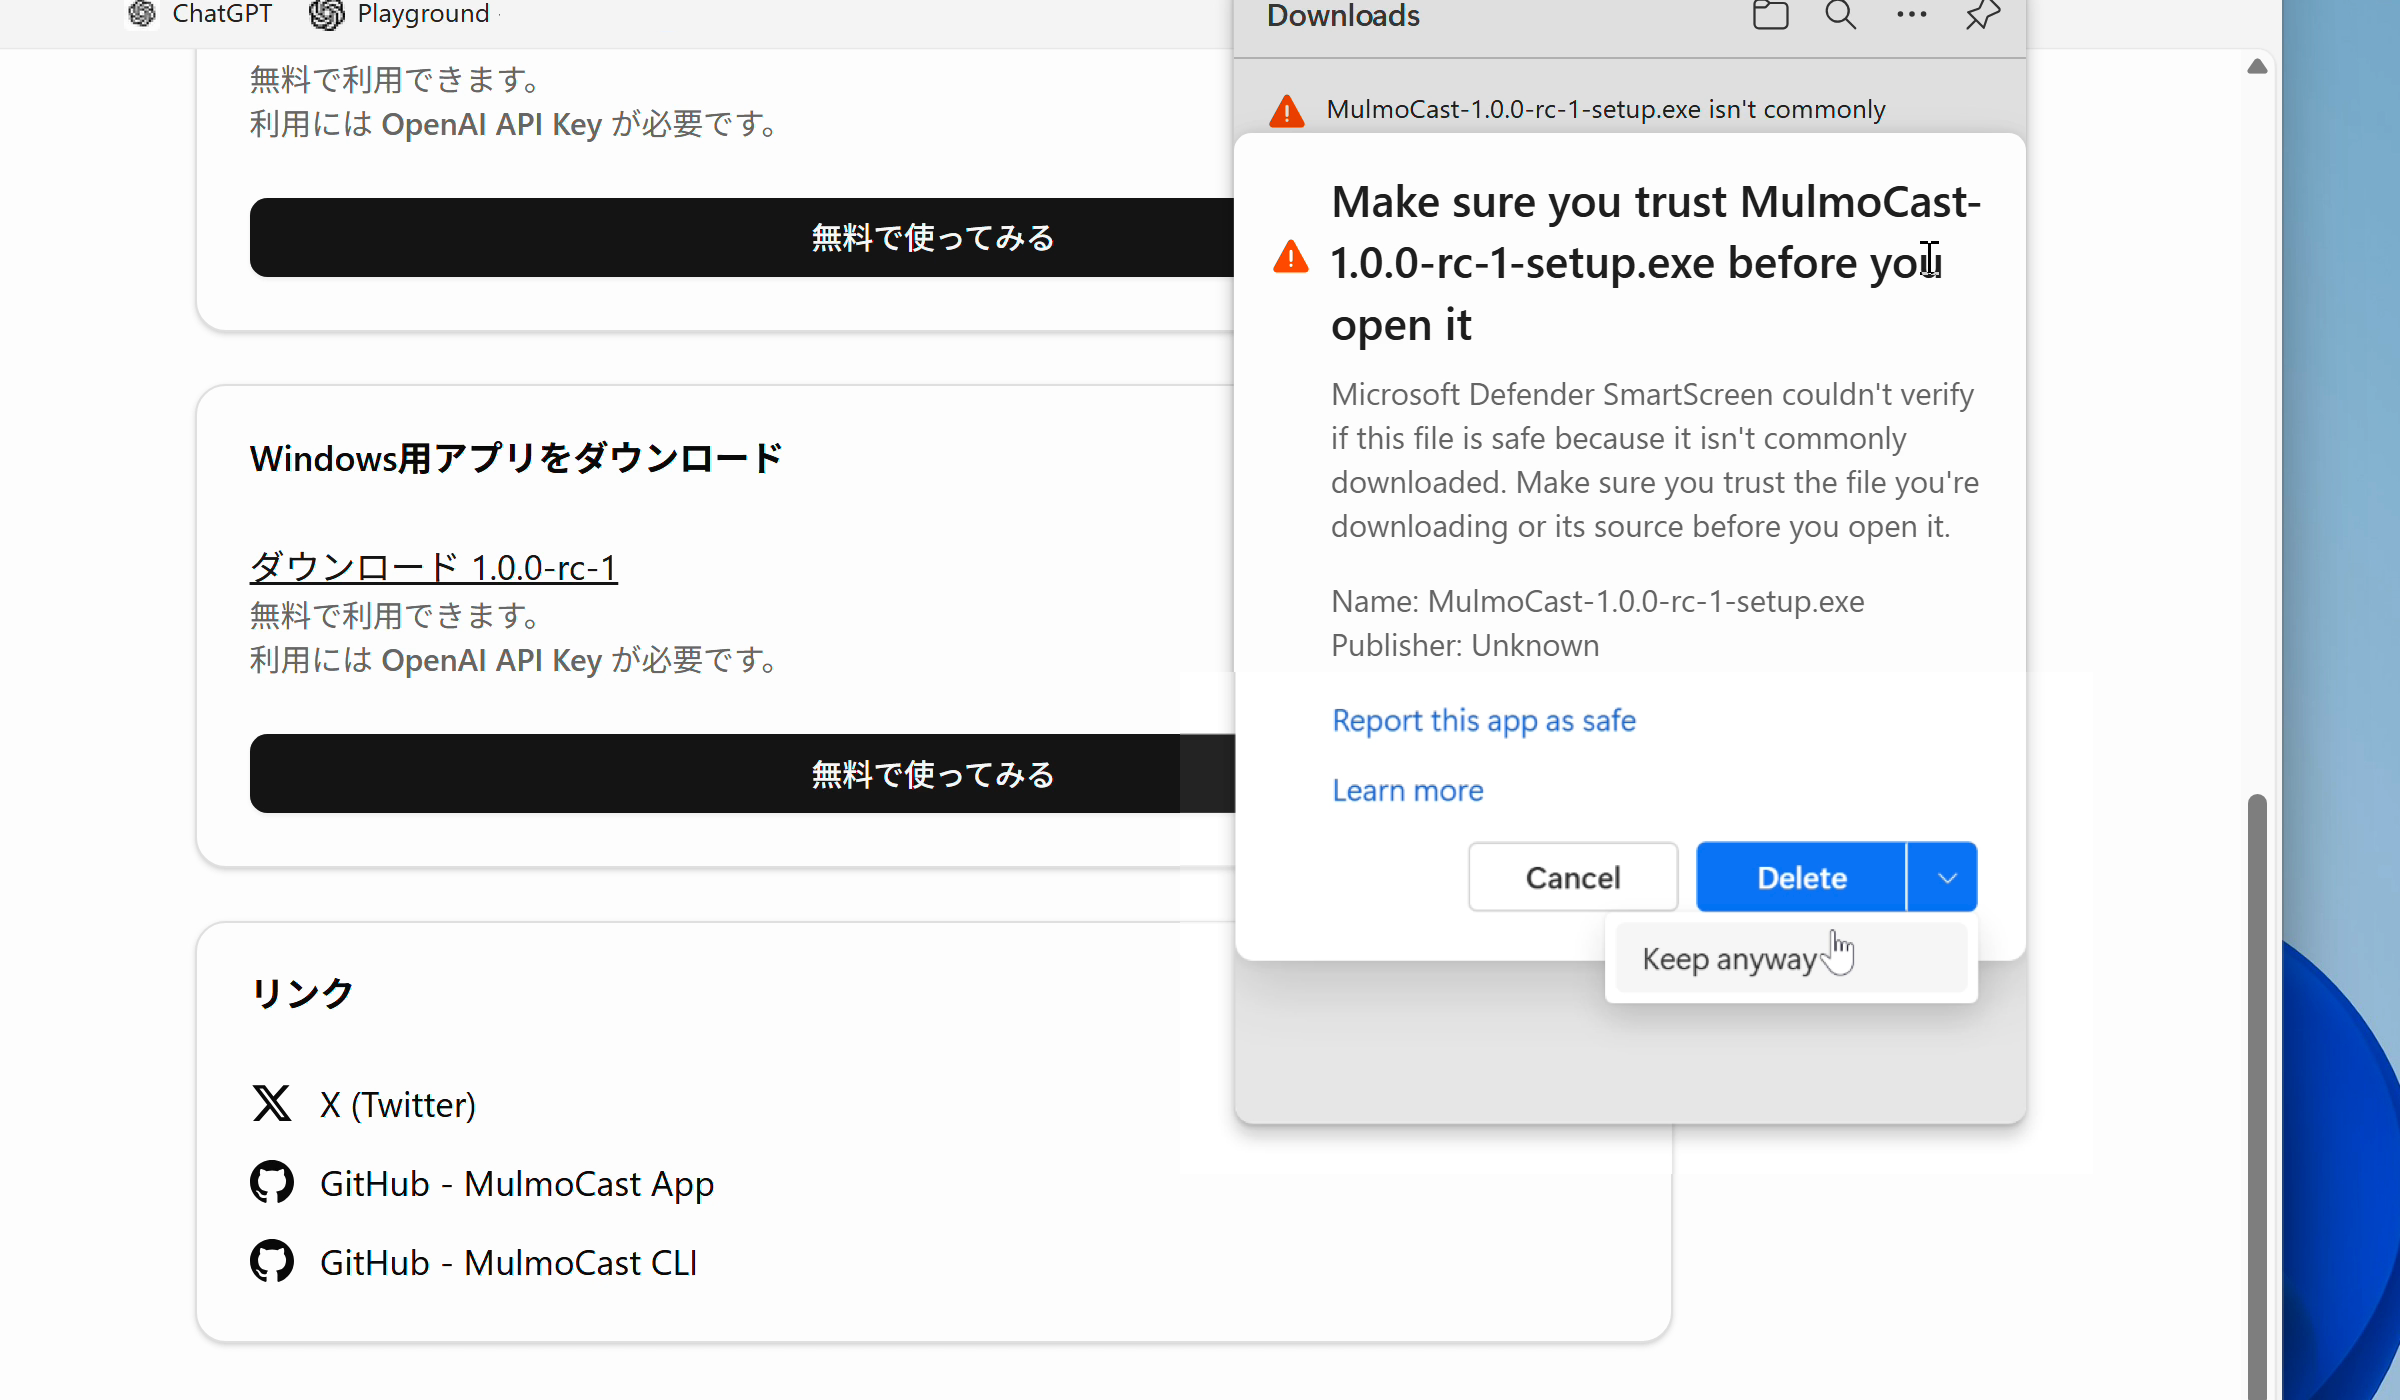 ChatGPT
Playground
Downloads
無料で利用できます。
利用には OpenAI API Key が必要です。
無料で使ってみる
Windows用アプリをダウンロード
ダウンロード 1.0.0-rc-1
無料で利用できます。
利用には OpenAI API Key が必要です。
無料で使ってみる
リンク
X (Twitter)
GitHub - MulmoCast App
GitHub - MulmoCast CLI
MulmoCast-1.0.0-rc-1-setup.exe isn't commonly
Make sure you trust MulmoCast-
1.0.0-rc-1-setup.exe before you
open it
Microsoft Defender SmartScreen couldn't verify
if this file is safe because it isn't commonly
downloaded. Make sure you trust the file you're
downloading or its source before you open it.
Name: MulmoCast-1.0.0-rc-1-setup.exe
Publisher: Unknown
Report this app as safe
Learn more
Cancel
Delete
Keep anyway